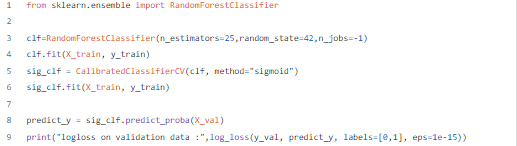 1 from sklearn.ensemble import RandomForestClassifier
2
3 clf=RandomForestClassifier(n_estimators=25,random_state=42,n_jobs=-1)
4 clf.fit(X_train, y_train)
5 sig_clf = CalibratedClassifierCV(clf, method="sigmoid")
6 sig_clf.fit(X_train, y_train)
7
8 predict_y = sig_clf.predict_proba(X_val)
9 print("logloss on validation data :",log_loss(y_val, predict_y, labels=[0,1], eps=1e-15))